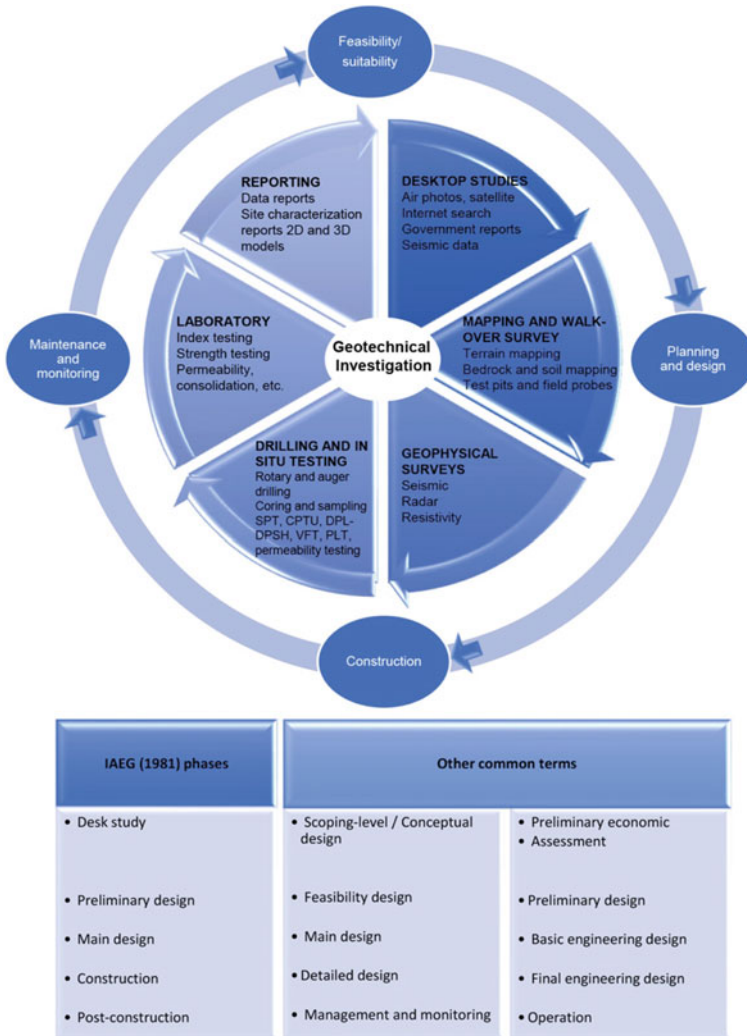 Feasibility/
suitability
REPORTING
Data reports
Site characterization
reports 2D and 3D
models
DESKTOP STUDIES
Air photos, satellite
Internet search
Government reports
Seismic data
LABORATORY
Index testing
Strength testing
Permeability,
consolidation, etc.
Geotechnical
Investigation
MAPPING AND WALK-
OVER SURVEY
Terrain mapping
Bedrock and soil mapping
Test pits and field probes
Maintenance
and
monitoring
Planning
and design
DRILLING AND IN
SITU TESTING
Rotary and auger
drilling
Coring and sampling
SPT, CPTU, DPL-
DPSH, VFT, PLT,
permeability testing
GEOPHYSICAL
SURVEYS
Seismic
Radar
Resistivity
Construction
IAEG (1981) phases
Other common terms
• Desk study
• Preliminary design
• Main design
• Construction
• Post-construction
• Scoping-level / Conceptual
design
• Feasibility design
• Main design
• Detailed design
• Management and monitoring
• Preliminary economic
• Assessment
• Preliminary design
• Basic engineering design
• Final engineering design
• Operation